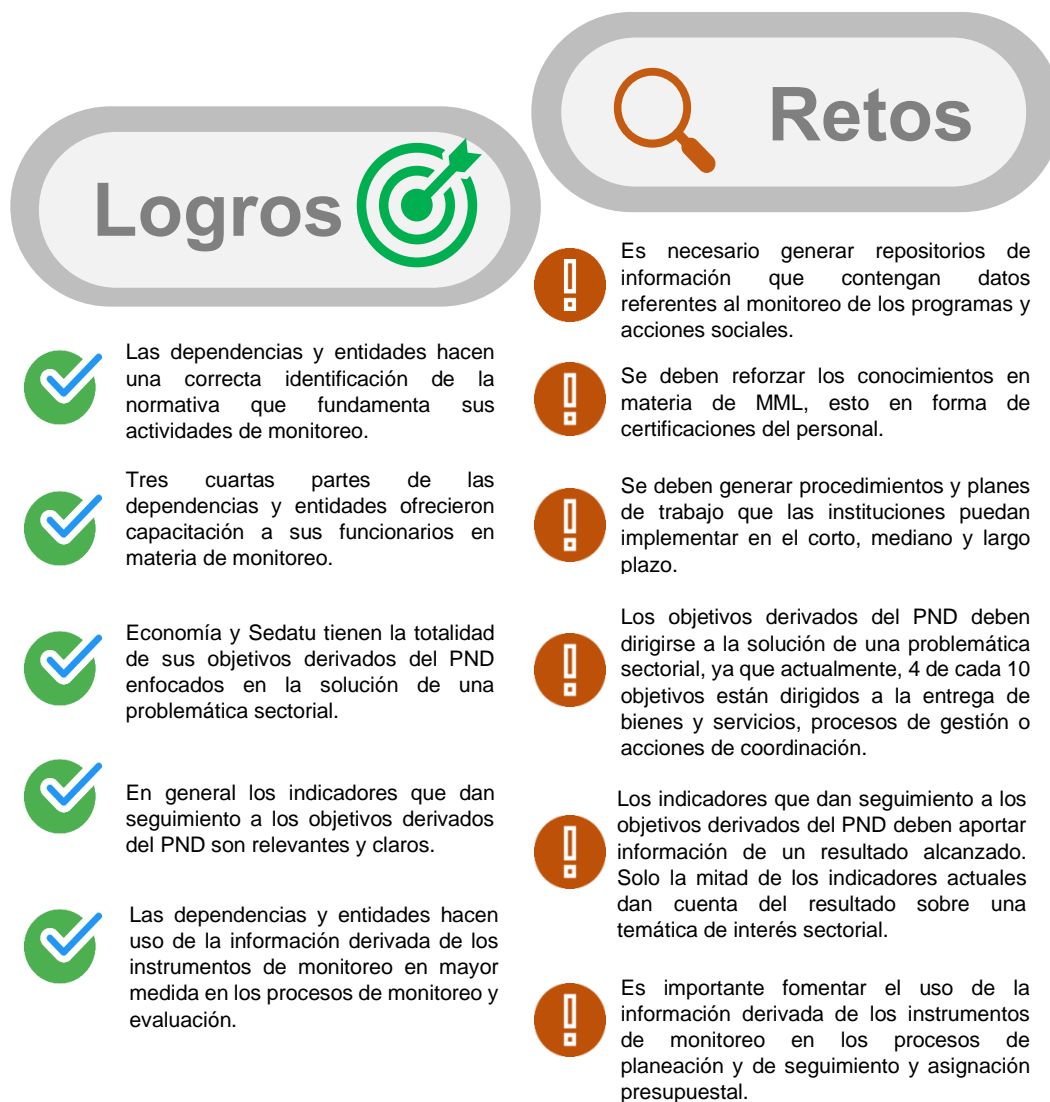 Logros
Las dependencias y entidades hacen
una correcta identificación de la
normativa que fundamenta sus
actividades de monitoreo.
Tres cuartas partes de las
dependencias y entidades ofrecieron
capacitación a sus funcionarios en
materia de monitoreo.
Economía y Sedatu tienen la totalidad
de sus objetivos derivados del PND
enfocados en la solución de una
problemática sectorial.
En general los indicadores que dan
seguimiento a los objetivos derivados
del PND son relevantes y claros.
Las dependencias y entidades hacen
uso de la información derivada de los
instrumentos de monitoreo en mayor
medida en los procesos de monitoreo y
evaluación.
Retos
Es necesario generar repositorios de
información que contengan datos
referentes al monitoreo de los programas y
acciones sociales.
Se deben reforzar los conocimientos en
materia de MML, esto en forma de
certificaciones del personal.
Se deben generar procedimientos y planes
de trabajo que las instituciones puedan
implementar en el corto, mediano y largo
plazo.
Los objetivos derivados del PND deben
dirigirse a la solución de una problemática
sectorial, ya que actualmente, 4 de cada 10
objetivos están dirigidos a la entrega de
bienes y servicios, procesos de gestión o
acciones de coordinación.
Los indicadores que dan seguimiento a los
objetivos derivados del PND deben aportar
información de un resultado alcanzado.
Solo la mitad de los indicadores actuales
dan cuenta del resultado sobre una
temática de interés sectorial.
Es importante fomentar el uso de la
información derivada de los instrumentos
de monitoreo en los procesos de
planeación y de seguimiento y asignación
presupuestal.